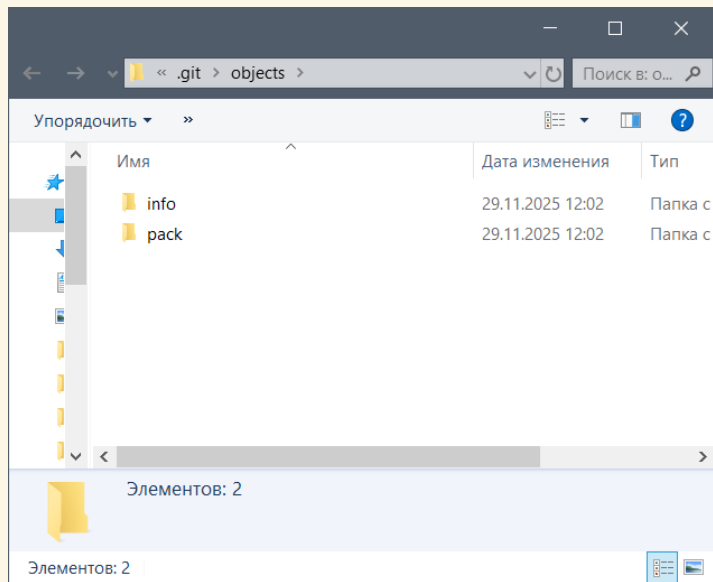 « .git > objects >
Поиск в: о...
Упорядочить
»
?
Имя Дата изменения Тип
info 29.11.2025 12:02 Папка с
pack 29.11.2025 12:02 Папка с
Элементов: 2
Элементов: 2